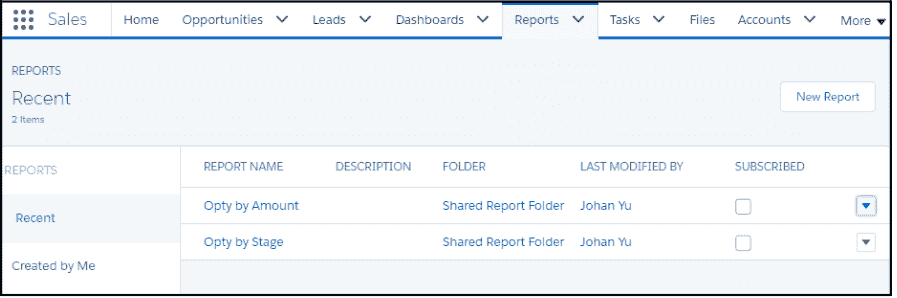 Sales Home Opportunities Leads Dashboards Reports Tasks Files Accounts More
REPORTS
Recent
2 Items
New Report
REPORTS
REPORT NAME DESCRIPTION FOLDER LAST MODIFIED BY SUBSCRIBED
Recent
Opty by Amount Shared Report Folder Johan Yu
Opty by Stage Shared Report Folder Johan Yu
Created by Me